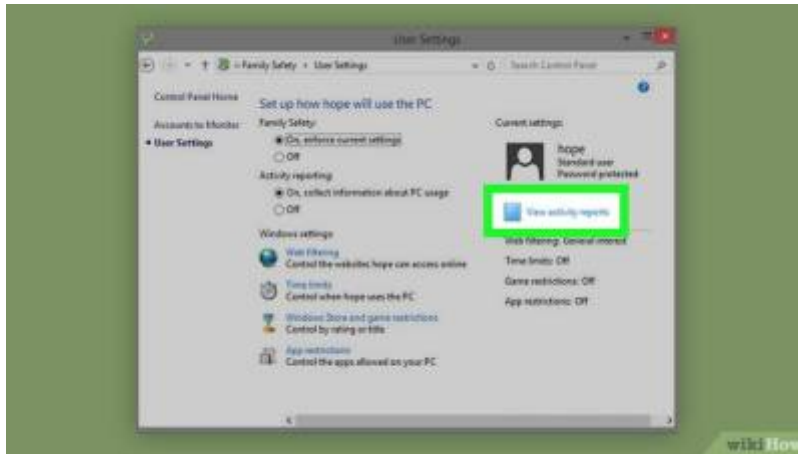 User Settings
« Family Safety › User Settings
Search Control Panel
Control Panel Home
Accounts to Monitor
User Settings
Set up how hope will use the PC
Family Safety:
On, enforce current settings
Off
Activity reporting
On, collect information about PC usage
Off
Windows settings:
Web filtering
Control the websites hope can access online
Time limits
Control when hope uses the PC
Windows Store and game restrictions
Control by rating or title
App restrictions
Control the apps allowed on your PC
Current settings:
hope
Standard user
Password protected
View activity reports
Web filtering: General interest
Time limits: Off
Game restrictions: Off
App restrictions: Off
wikiHow